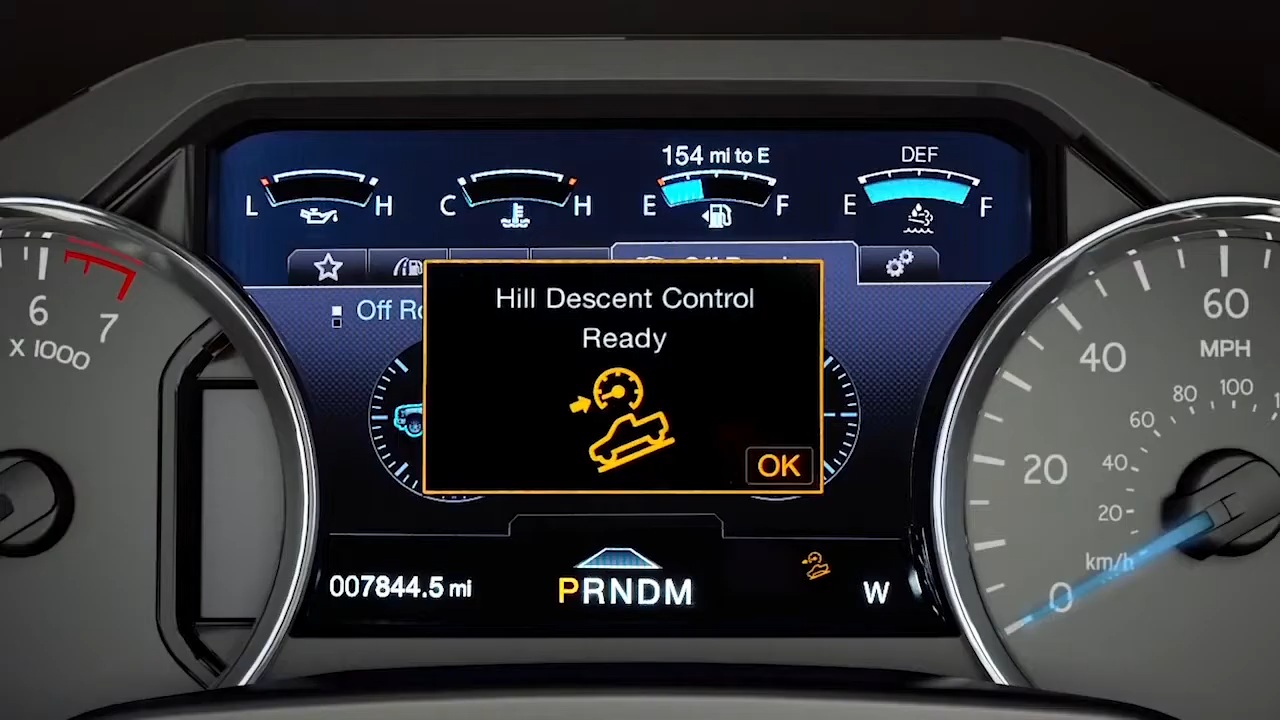 154 mi to E
DEF
L H
C H
E F
E F
Off Ro
Hill Descent Control
Ready
OK
6
7
X 1000
60
MPH
40
80
100
60
20
40
20
km/h
0
007844.5 mi
PRNDM
W